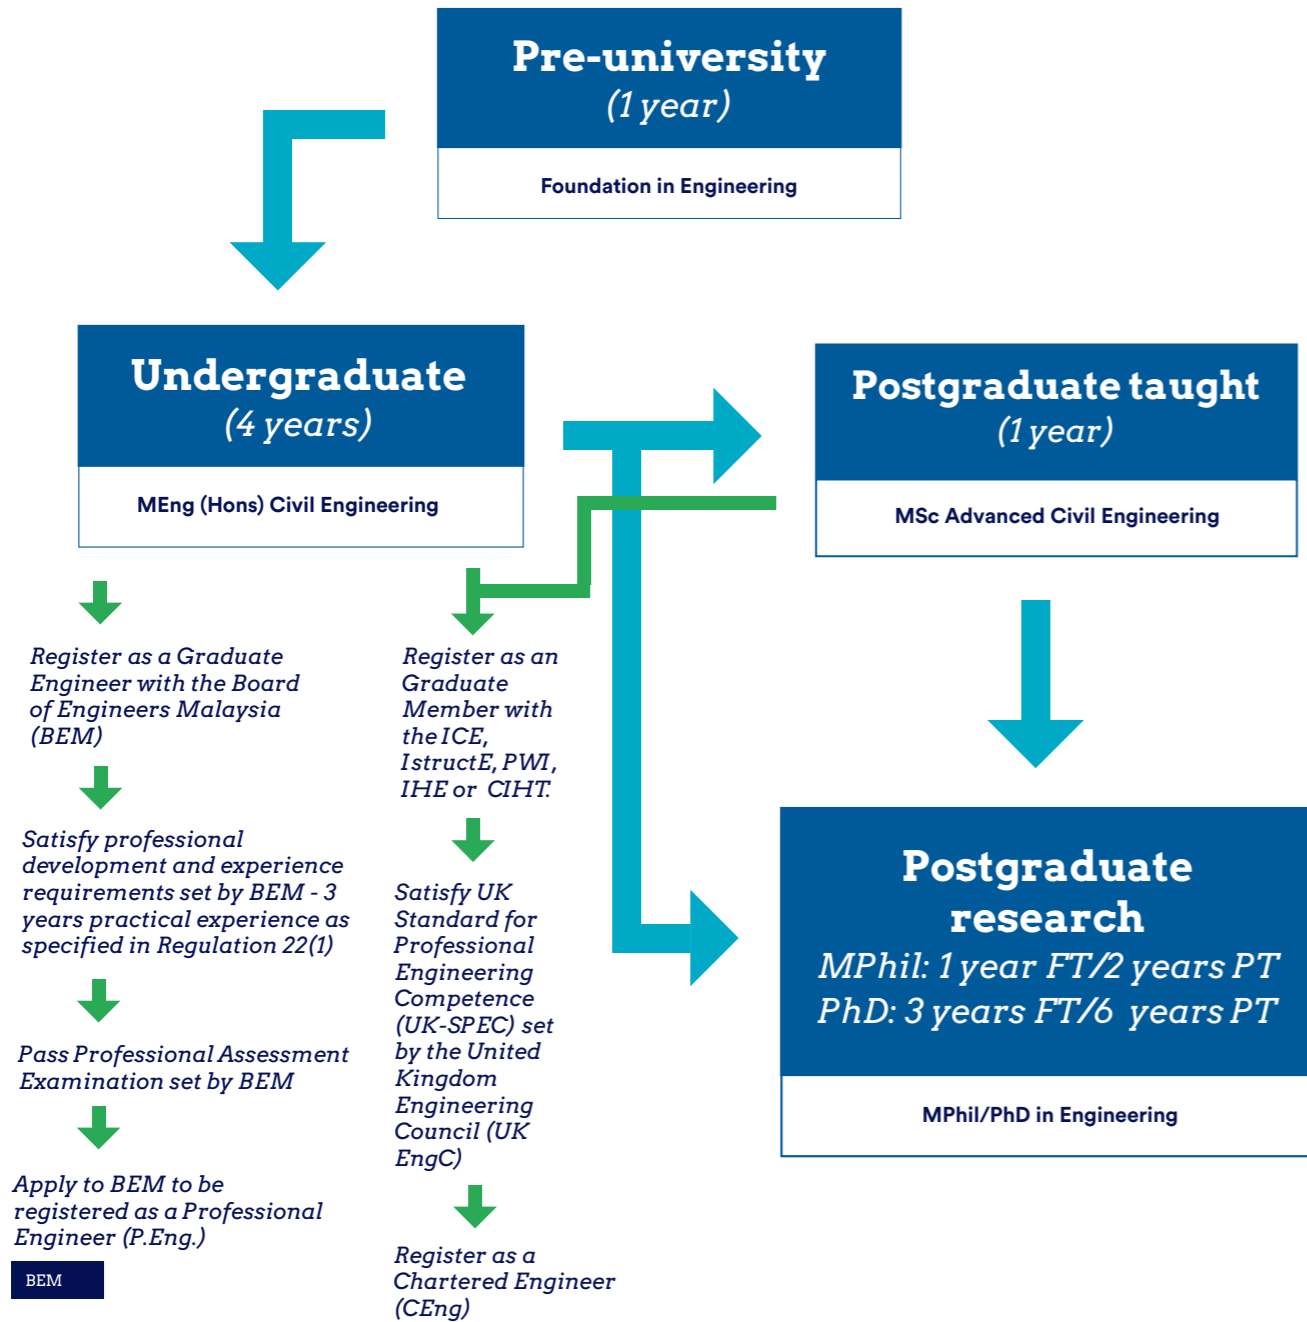 Pre-university
(1 year)
Foundation in Engineering
Undergraduate
(4 years)
MEng (Hons) Civil Engineering
Postgraduate taught
(1 year)
MSc Advanced Civil Engineering
Register as a Graduate
Engineer with the Board
of Engineers Malaysia
(BEM)
Satisfy professional
development and experience
requirements set by BEM - 3
years practical experience as
specified in Regulation 22(1)
Pass Professional Assessment
Examination set by BEM
Apply to BEM to be
registered as a Professional
Engineer (P.Eng.)
BEM
Register as an
Graduate
Member with
the ICE,
IstructE, PWI,
IHE or CIHT.
Satisfy UK
Standard for
Professional
Engineering
Competence
(UK-SPEC) set
by the United
Kingdom
Engineering
Council (UK
EngC)
Register as a
Chartered Engineer
(CEng)
Postgraduate
research
MPhil: 1 year FT/2 years PT
PhD: 3 years FT/6 years PT
MPhil/PhD in Engineering